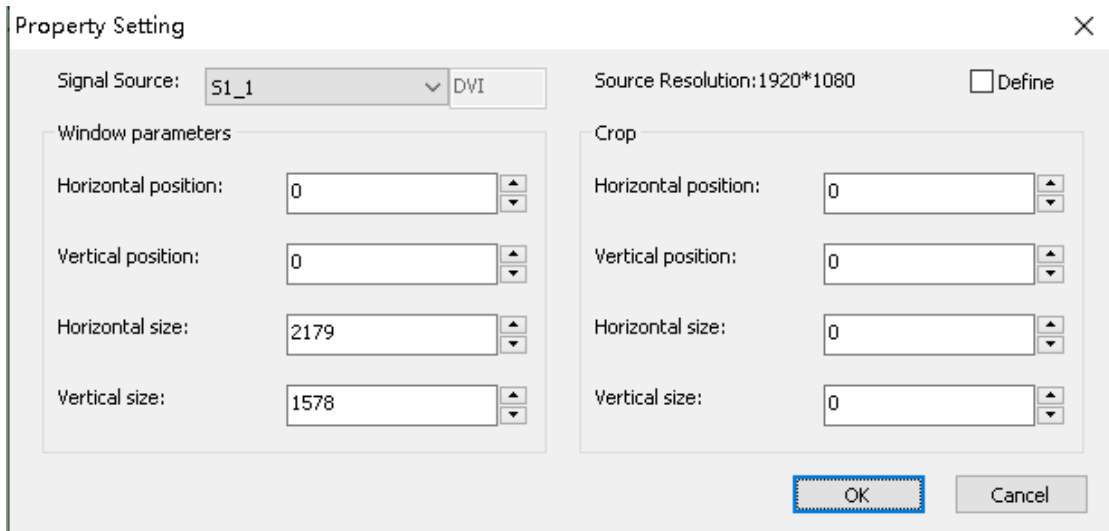 Property Setting
Signal Source: S1_1 DVI Source Resolution:1920*1080 Define
Window parameters
Horizontal position: 0
Vertical position: 0
Horizontal size: 2179
Vertical size: 1578
Crop
Horizontal position: 0
Vertical position: 0
Horizontal size: 0
Vertical size: 0
OK Cancel